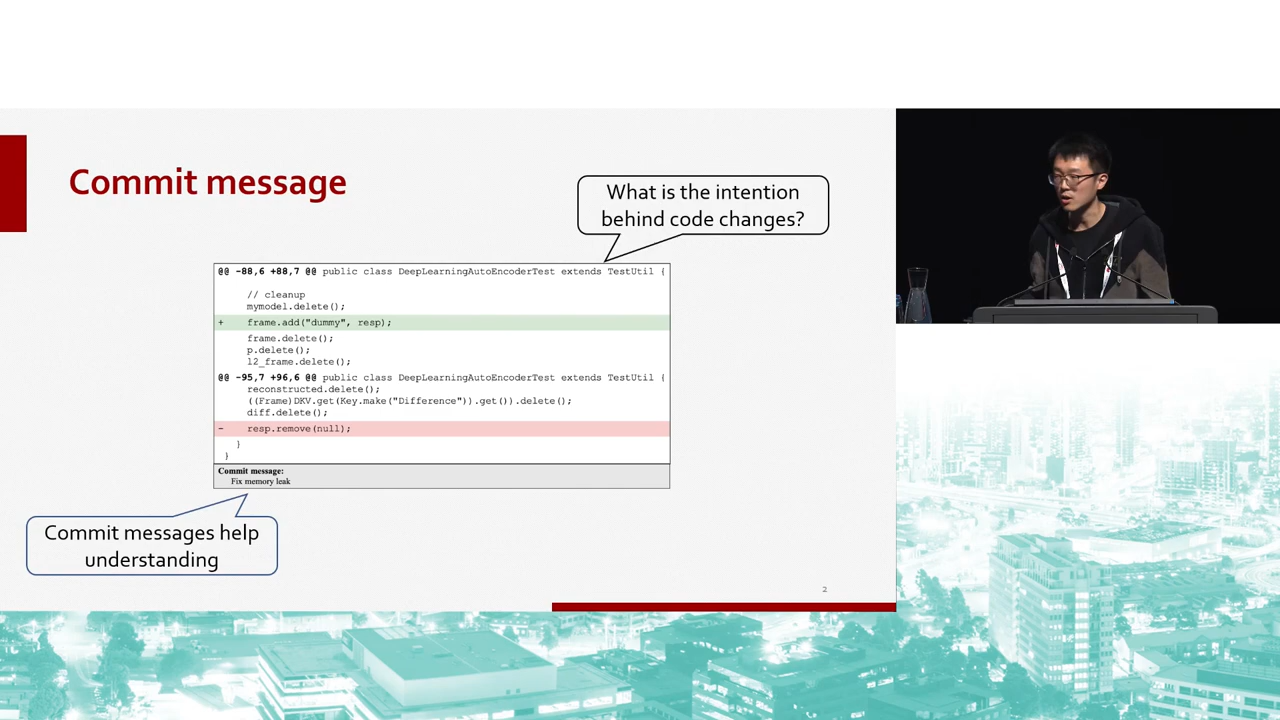 Commit message
What is the intention
behind code changes?
@@ -88,6 +88,7 @@ public class DeepLearningAutoEncoderTest extends TestUtil {
// cleanup
mymodel.delete();
+ frame.add("dummy", resp);
frame.delete();
p.delete();
l2_frame.delete();
@@ -95,7 +96,6 @@ public class DeepLearningAutoEncoderTest extends TestUtil {
reconstructed.delete();
((Frame)DKV.get(Key.make("Difference")).get()).delete();
diff.delete();
- resp.remove(null);
}
}
Commit message:
Fix memory leak
Commit messages help
understanding
2